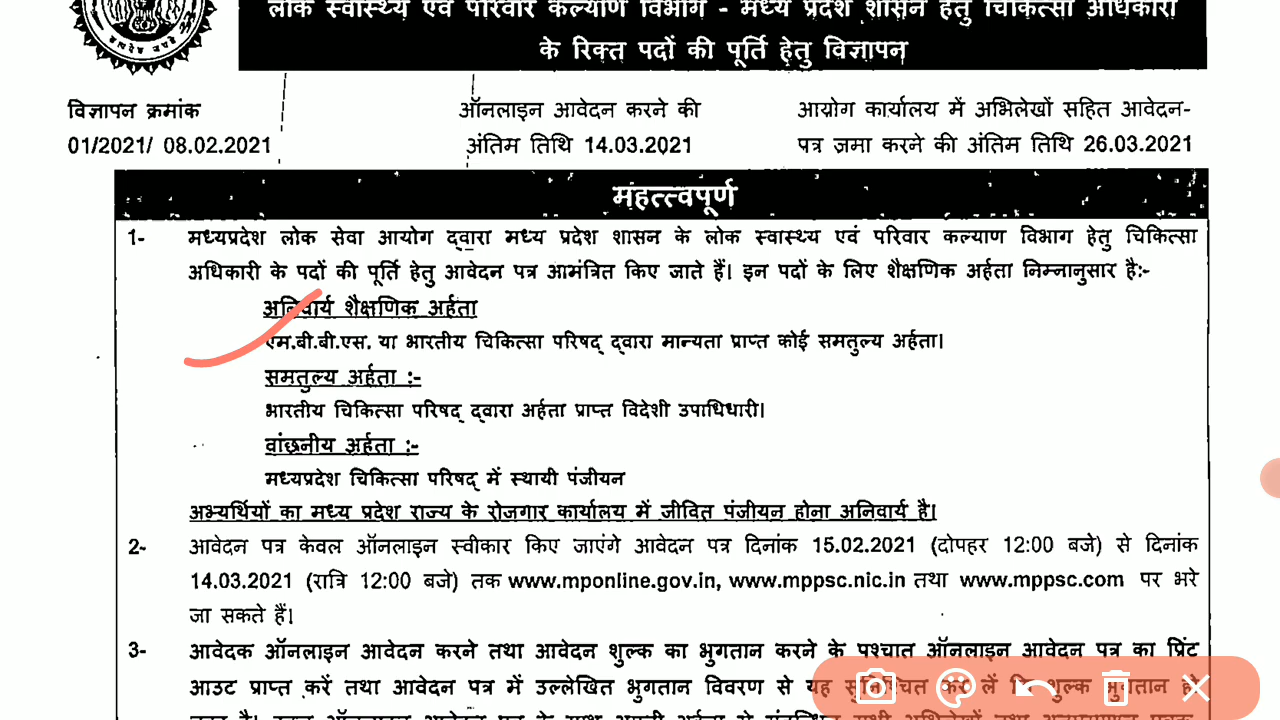 लोक स्वास्थ्य एवं परिवार कल्याण विभाग - मध्य प्रदेश शासन हेतु चिकित्सा अधिकारी
के रिक्त पदों की पूर्ति हेतु विज्ञापन
विज्ञापन क्रमांक
01/2021/ 08.02.2021
ऑनलाइन आवेदन करने की
अंतिम तिथि 14.03.2021
आयोग कार्यालय में अभिलेखों सहित आवेदन-
पत्र जमा करने की अंतिम तिथि 26.03.2021
महत्त्वपूर्ण
1- मध्यप्रदेश लोक सेवा आयोग द्वारा मध्य प्रदेश शासन के लोक स्वास्थ्य एवं परिवार कल्याण विभाग हेतु चिकित्सा
अधिकारी के पदों की पूर्ति हेतु आवेदन पत्र आमंत्रित किए जाते हैं। इन पदों के लिए शैक्षणिक अर्हता निम्नानुसार है:-
अनिवार्य शैक्षणिक अर्हता
एम.बी.बी.एस. या भारतीय चिकित्सा परिषद् द्वारा मान्यता प्राप्त कोई समतुल्य अर्हता।
समतुल्य अर्हता :-
भारतीय चिकित्सा परिषद् द्वारा अर्हता प्राप्त विदेशी उपाधिधारी।
वांछनीय अर्हता :-
मध्यप्रदेश चिकित्सा परिषद् में स्थायी पंजीयन
अभ्यर्थियों का मध्य प्रदेश राज्य के रोजगार कार्यालय में जीवित पंजीयन होना अनिवार्य है।
2- आवेदन पत्र केवल ऑनलाइन स्वीकार किए जाएंगे आवेदन पत्र दिनांक 15.02.2021 (दोपहर 12:00 बजे) से दिनांक
14.03.2021 (रात्रि 12:00 बजे) तक www.mponline.gov.in, www.mppsc.nic.in तथा www.mppsc.com पर भरे
जा सकते हैं।
3- आवेदक ऑनलाइन आवेदन करने तथा आवेदन शुल्क का भुगतान करने के पश्चात ऑनलाइन आवेदन पत्र का प्रिंट
आउट प्राप्त करें तथा आवेदन पत्र में उल्लेखित भुगतान विवरण से यह सुनिश्चित कर लें कि शुल्क भुगतान हो